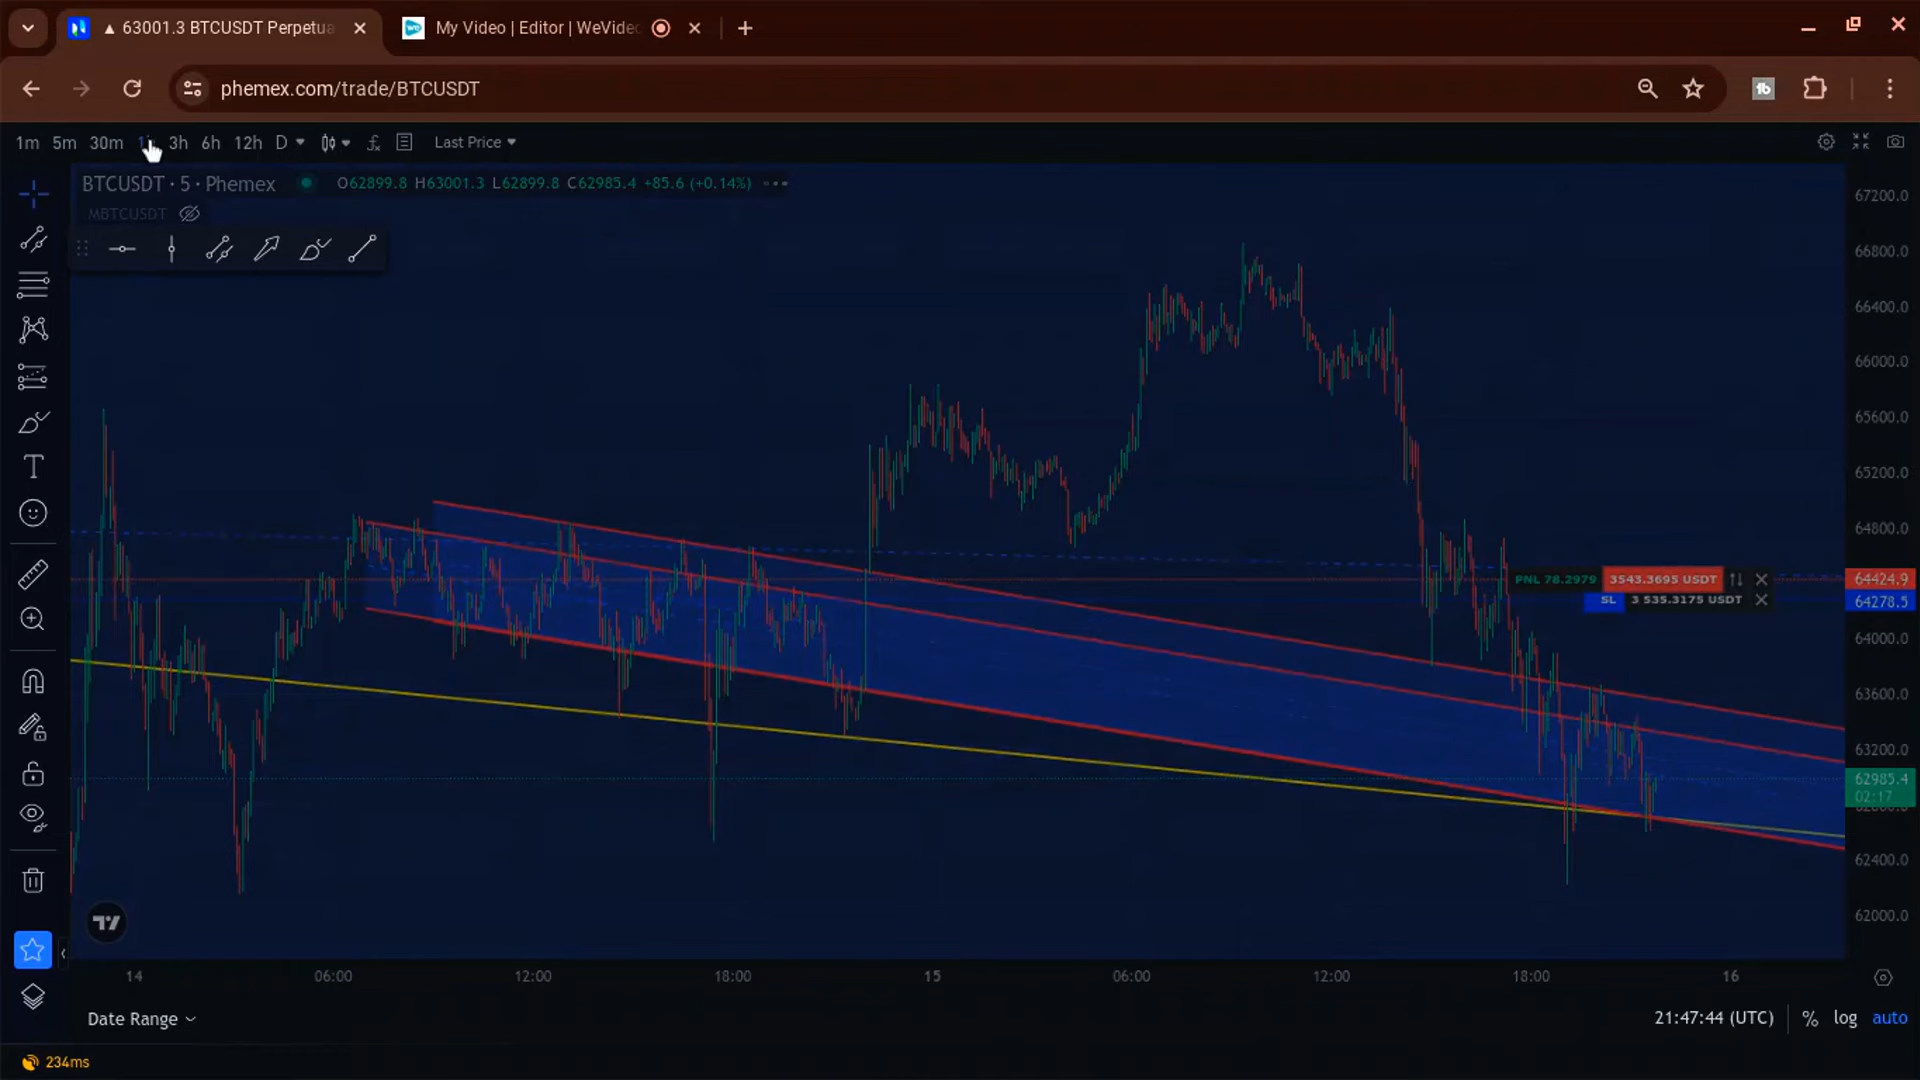 63001.3 BTCUSDT Perpetua
My Video | Editor | WeVideo
phemex.com/trade/BTCUSDT
1m 5m 30m 3h 6h 12h D Last Price
BTCUSDT · 5 · Phemex O62899.8 H63001.3 L62899.8 C62985.4 +85.6 (+0.14%)
MBTCUSDT
67200.0
66800.0
66400.0
66000.0
65600.0
65200.0
64800.0
PNL 78.2979 3543.3695 USDT 64424.9
SL 3 535.3175 USDT 64278.5
64000.0
63600.0
63200.0
62985.4
02:17
62400.0
62000.0
14 06:00 12:00 18:00 15 06:00 12:00 18:00 16
Date Range 21:47:44 (UTC) % log auto
234ms